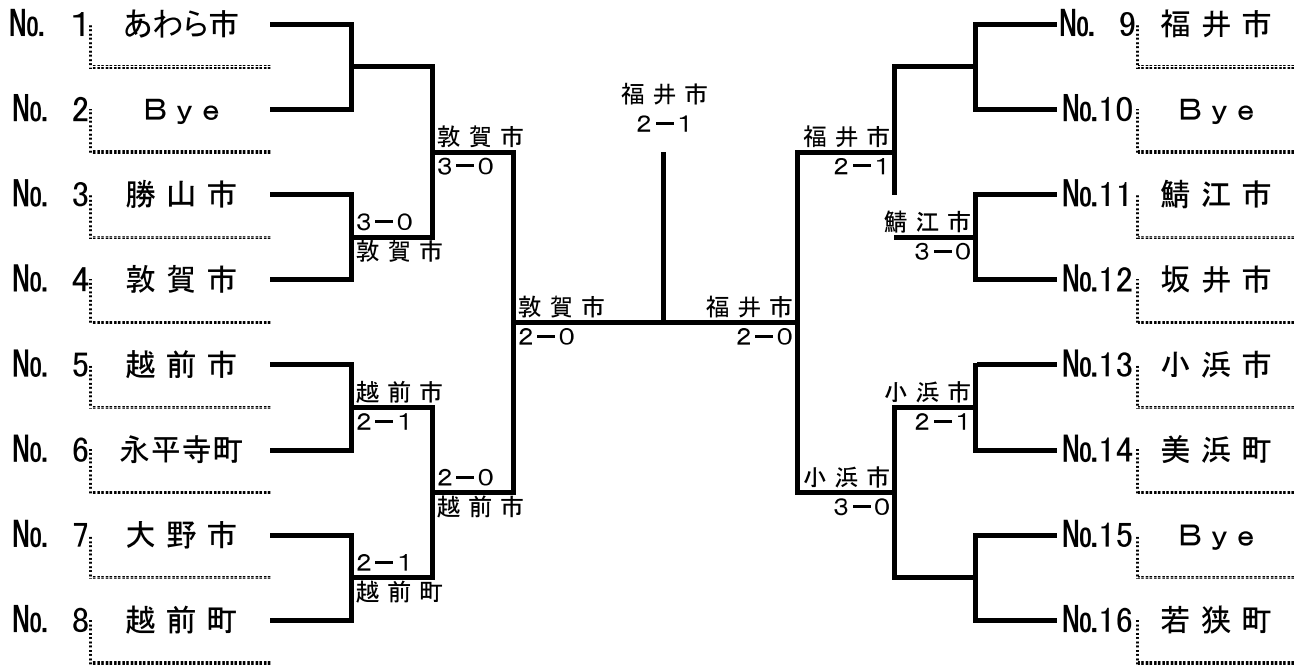 No. 1 あわら市
No. 2 Bye
No. 3 勝山市
No. 4 敦賀市
No. 5 越前市
No. 6 永平寺町
No. 7 大野市
No. 8 越前町
3-0
敦賀市
越前市
2-1
2-1
越前町
敦賀市
3-0
2-0
越前市
敦賀市
2-0
福井市
2-1
福井市
2-0
福井市
2-1
小浜市
3-0
鯖江市
3-0
小浜市
2-1
No. 9 福井市
No.10 Bye
No.11 鯖江市
No.12 坂井市
No.13 小浜市
No.14 美浜町
No.15 Bye
No.16 若狭町